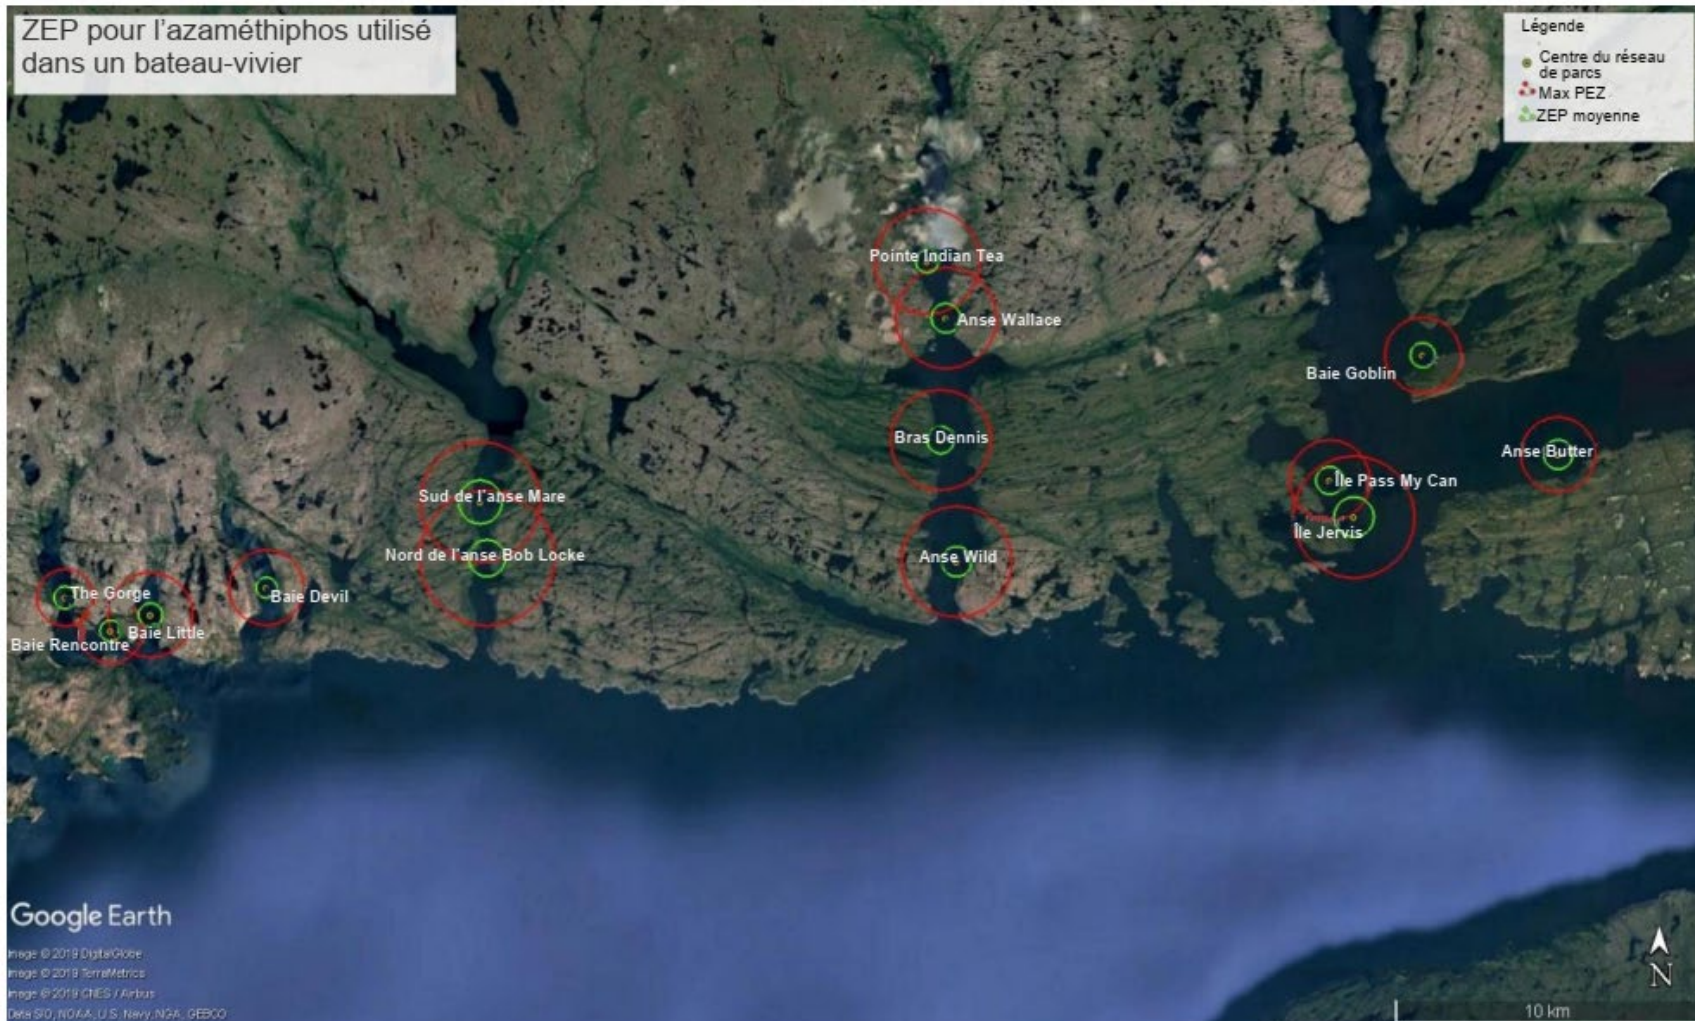 ZEP pour l'azaméthiphos utilisé
dans un bateau-vivier
Légende
Centre du réseau
de parcs
Max PEZ
ZEP moyenne
Pointe Indian Tea
Anse Wallace
Baie Goblin
Bras Dennis
Anse Butter
Île Pass My Can
Sud de l'anse Mare
Île Jervis
Nord de l'anse Bob Locke
Anse Wild
The Gorge
Baie Devil
Baie Little
Baie Rencontre
Google Earth
Image © 2019 DigitalGlobe
Image © 2019 TerraMetrics
Image © 2019 CNES / Airbus
Data SIO, NOAA, U.S. Navy, NGA, GEBCO
N
10 km